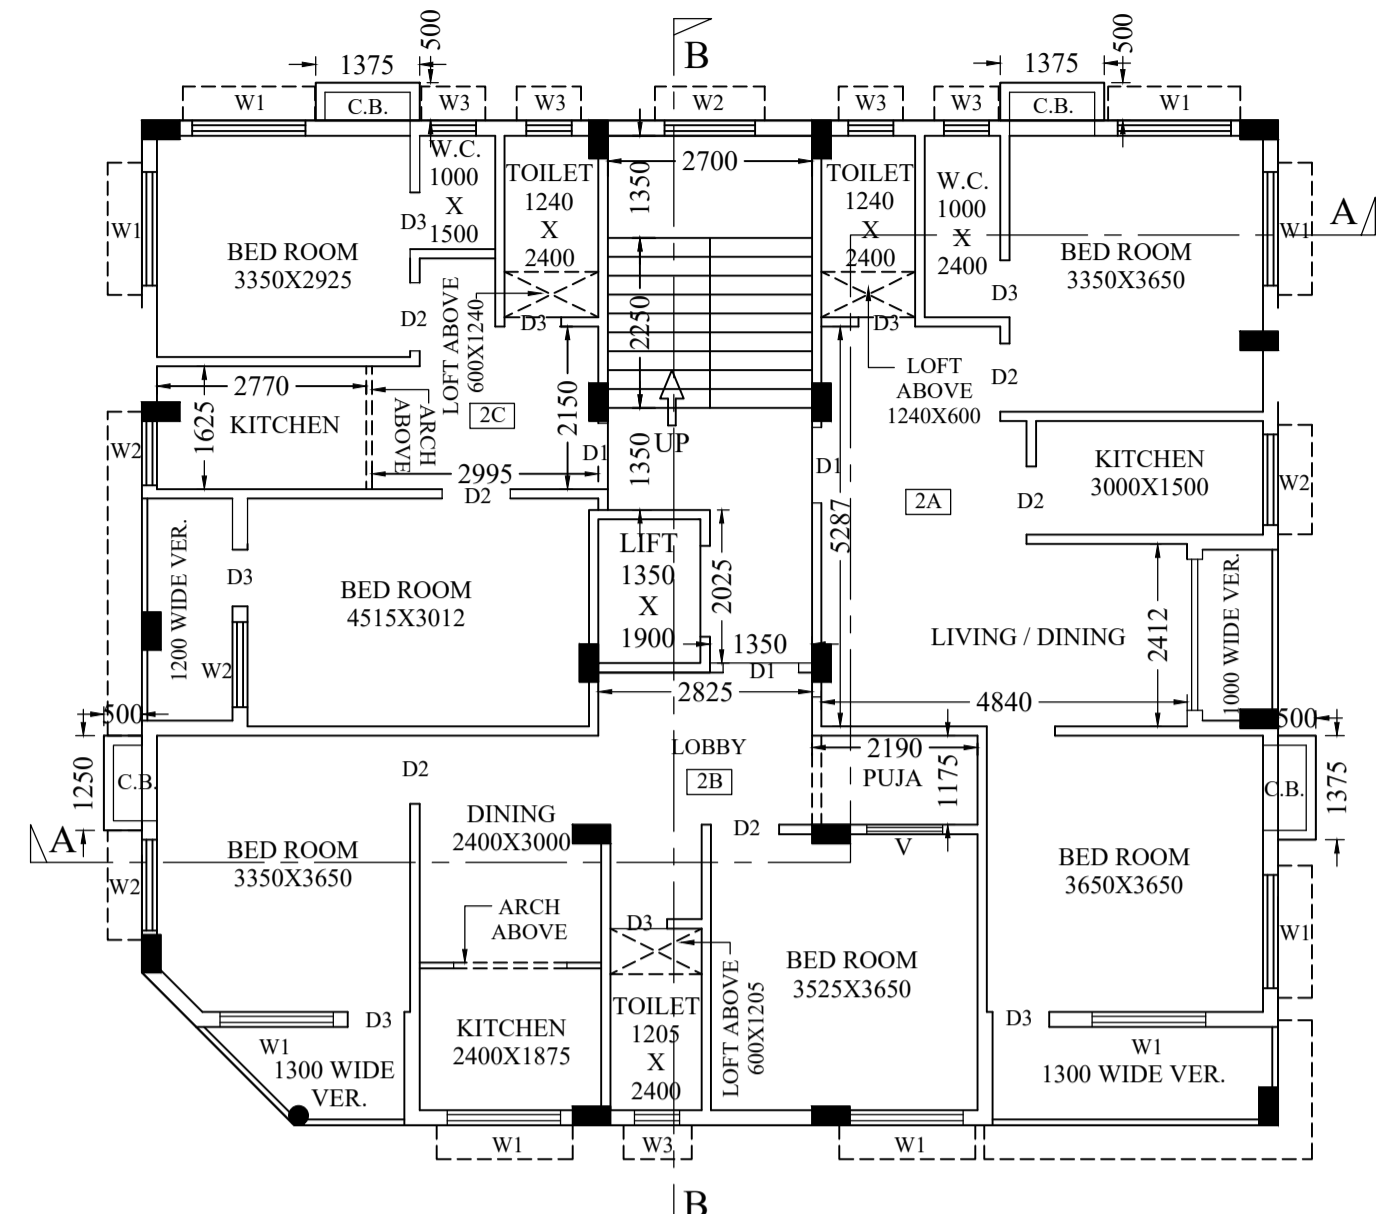 B
500
1375
500
1375
W1
C.B.
W3
W3
W2
W3
W3
C.B.
W1
W.C.
1000
X
1500
TOILET
1240
X
2400
1350
2700
TOILET
1240
X
2400
W.C.
1000
X
2400
A
W1
BED ROOM
3350X2925
D3
BED ROOM
3350X3650
W1
D3
D2
LOFT ABOVE
600X1240
D3
2250
D3
LOFT
ABOVE
1240X600
D2
2770
KITCHEN
1625
ARCH
ABOVE
2C
2150
UP
1350
D1
D1
2A
KITCHEN
3000X1500
D2
W2
W2
2995
D2
1200 WIDE VER.
D3
BED ROOM
4515X3012
W2
LIFT
1350
X
1900
2025
1350
D1
5287
LIVING / DINING
2412
1000 WIDE VER.
500
2825
4840
500
1250
C.B.
D2
LOBBY
2B
2190
PUJA
1175
C.B.
1375
A
BED ROOM
3350X3650
DINING
2400X3000
D2
V
BED ROOM
3650X3650
W2
ARCH
ABOVE
D3
LOFT ABOVE
600X1205
BED ROOM
3525X3650
W1
D3
W1
1300 WIDE
VER.
KITCHEN
2400X1875
TOILET
1205
X
2400
D3
W1
1300 WIDE VER.
W1
W3
W1
B